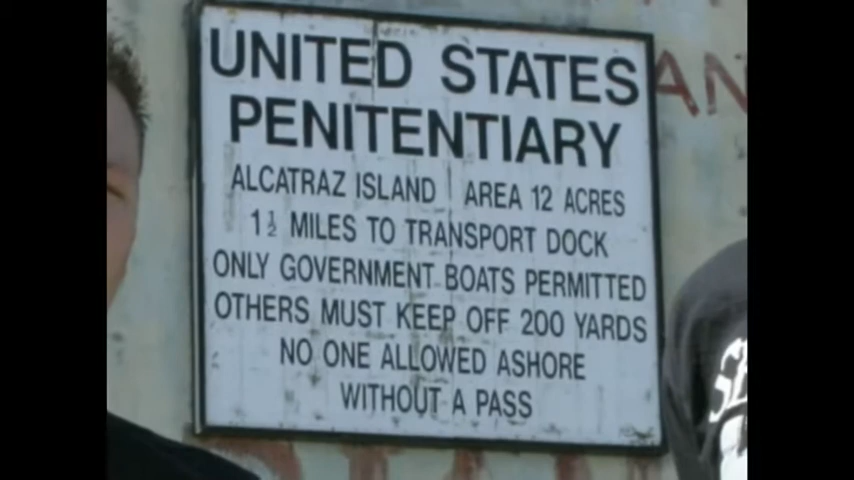 UNITED STATES
PENITENTIARY
ALCATRAZ ISLAND AREA 12 ACRES
1½ MILES TO TRANSPORT DOCK
ONLY GOVERNMENT BOATS PERMITTED
OTHERS MUST KEEP OFF 200 YARDS
NO ONE ALLOWED ASHORE
WITHOUT A PASS